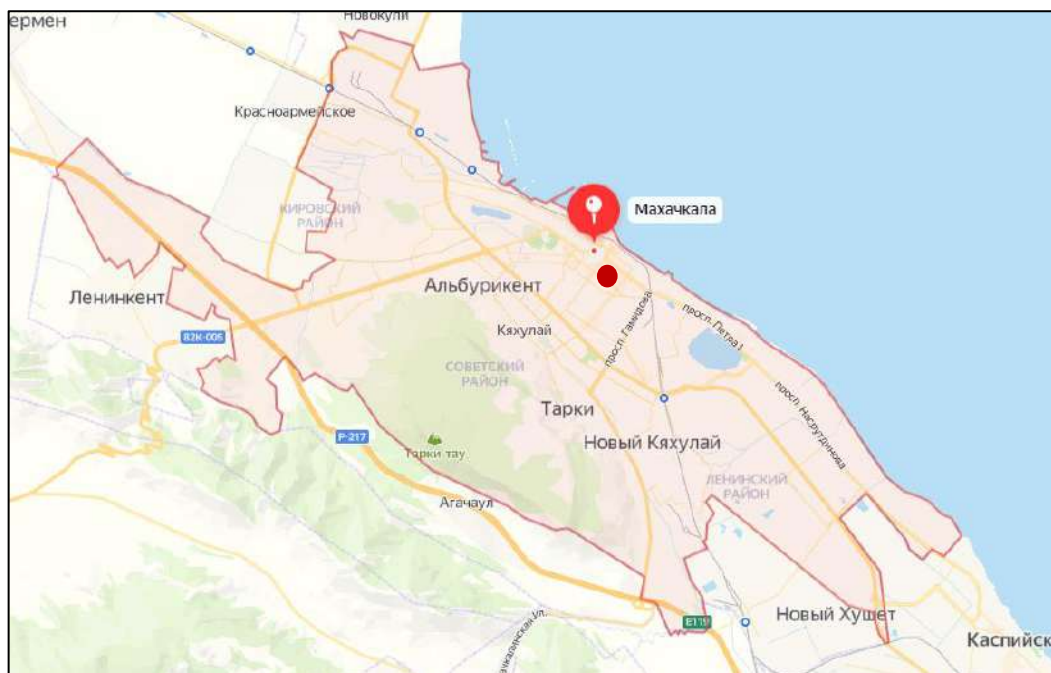 ермен
Новокули
Красноармейское
Махачкала
КИРОВСКИЙ
РАЙОН
Альбурикент
Ленинкент
просп. Гамидова
просп. Петра I
Кяхулай
82К-005
СОВЕТСКИЙ
РАЙОН
просп. Насрутдинова
Тарки
Р-217
Новый Кяхулай
Тарки тау
ЛЕНИНСКИЙ
РАЙОН
Агачаул
Новый Хушет
Е119
Каспийск